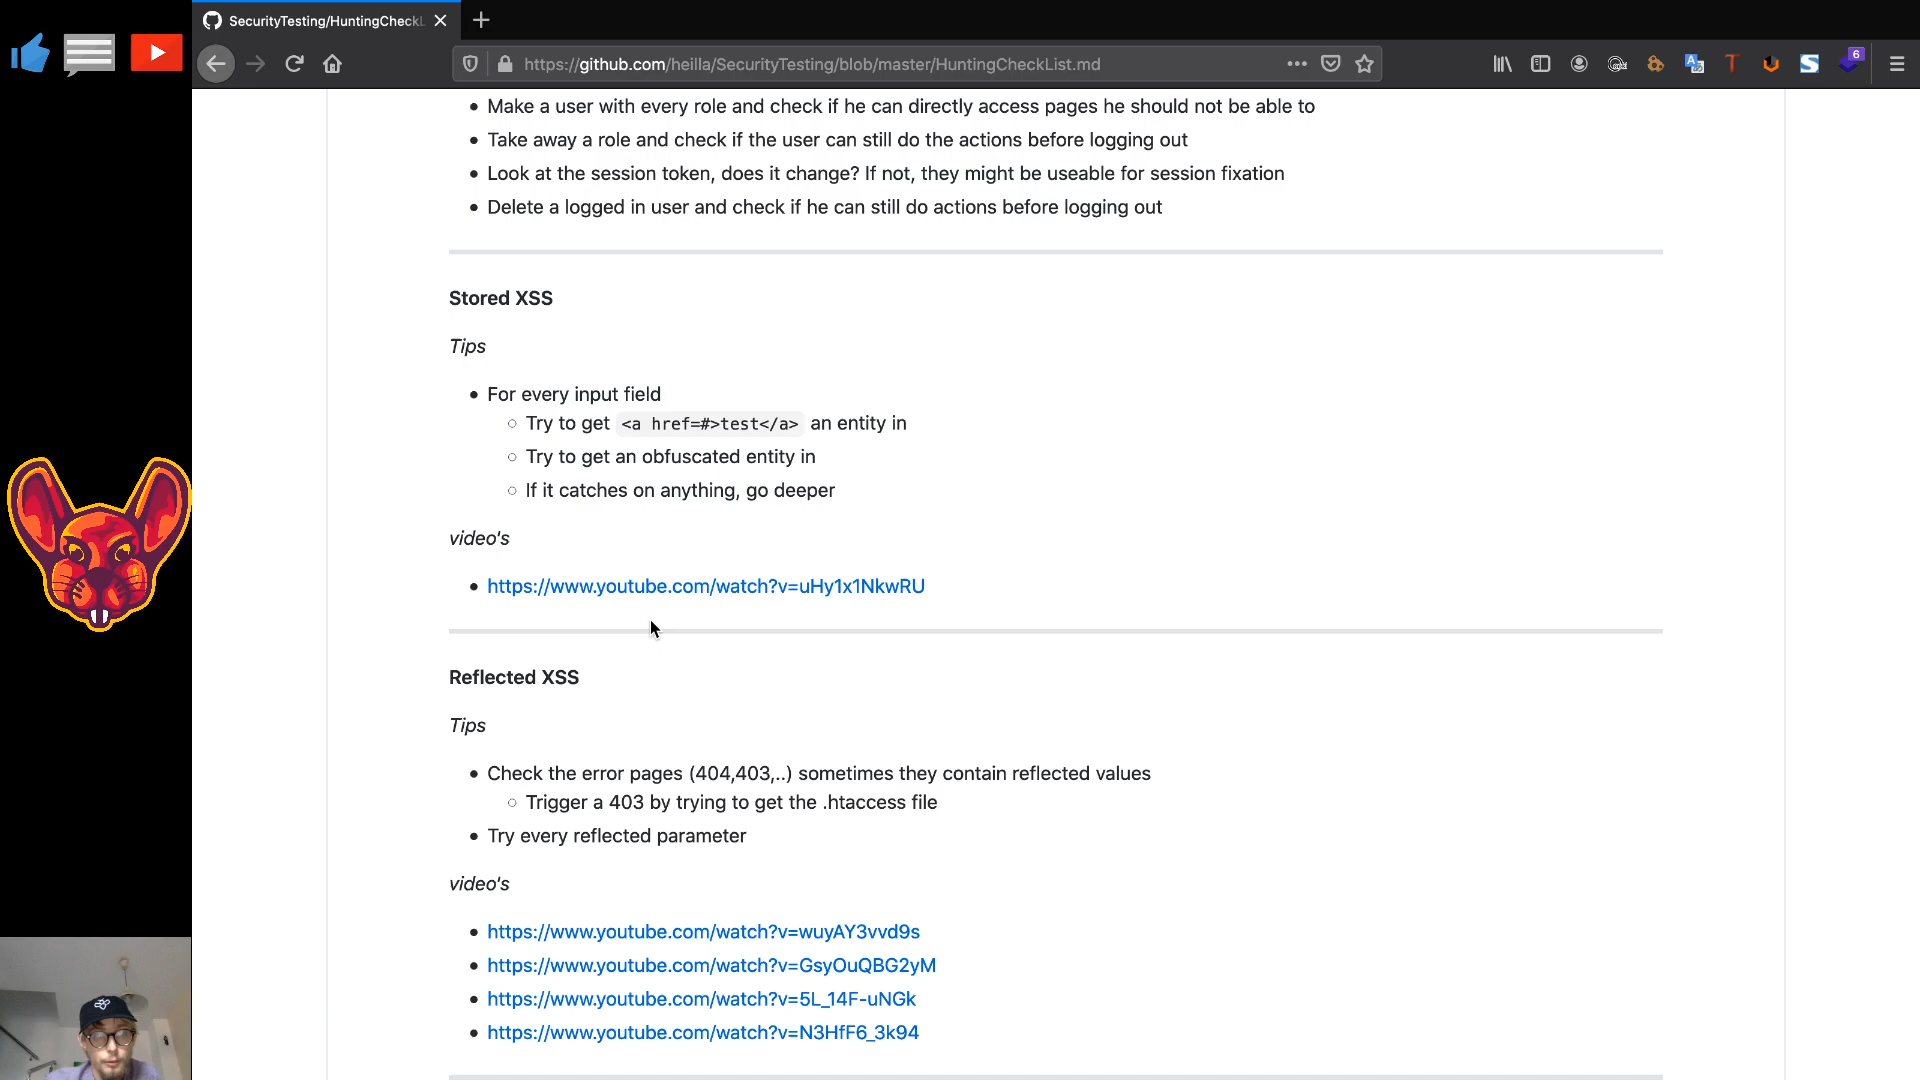 SecurityTesting/HuntingCheckL
https://github.com/heilla/SecurityTesting/blob/master/HuntingCheckList.md
6
Make a user with every role and check if he can directly access pages he should not be able to
Take away a role and check if the user can still do the actions before logging out
Look at the session token, does it change? If not, they might be useable for session fixation
Delete a logged in user and check if he can still do actions before logging out
Stored XSS
Tips
For every input field
Try to get <a href=#>test</a> an entity in
Try to get an obfuscated entity in
If it catches on anything, go deeper
video's
https://www.youtube.com/watch?v=uHy1x1NkwRU
Reflected XSS
Tips
Check the error pages (404,403,..) sometimes they contain reflected values
Trigger a 403 by trying to get the .htaccess file
Try every reflected parameter
video's
https://www.youtube.com/watch?v=wuyAY3vvd9s
https://www.youtube.com/watch?v=GsyOuQBG2yM
https://www.youtube.com/watch?v=5L_14F-uNGk
https://www.youtube.com/watch?v=N3HfF6_3k94